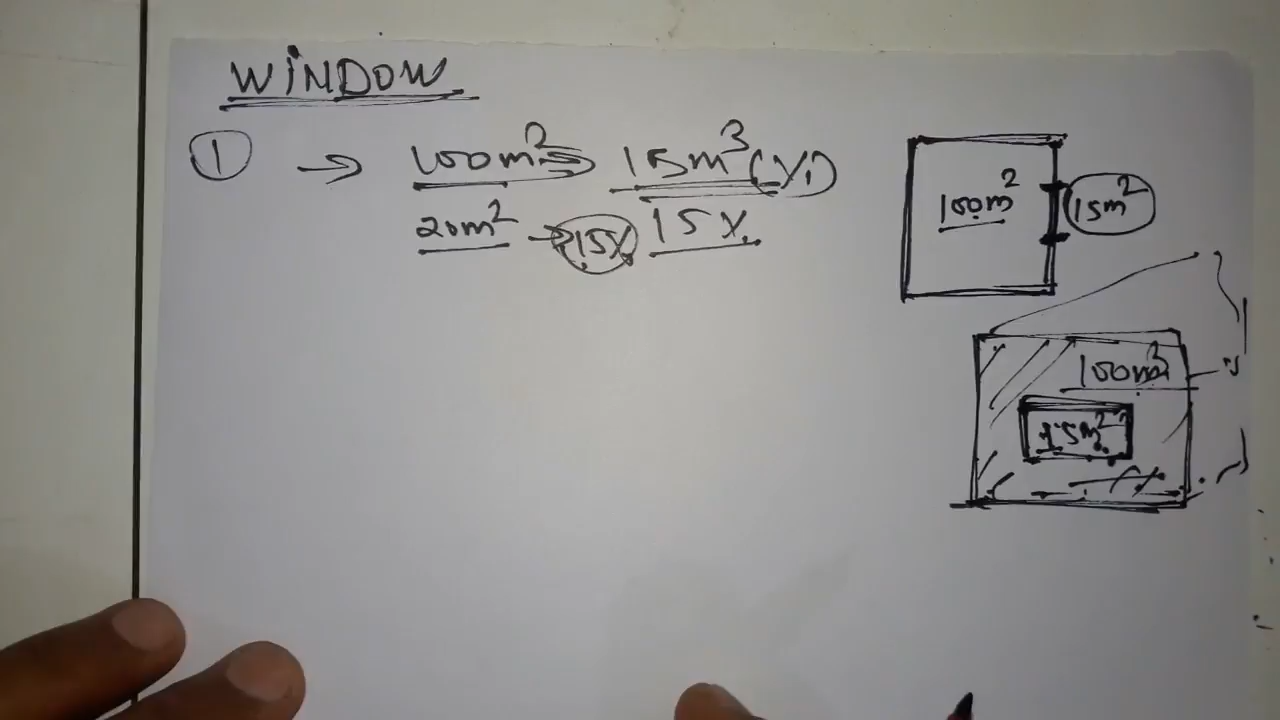 WINDOW
① → 100m² ⇒ 15m³ (%)
20m² → 15% 15%
100m² 15m²
100m²
15m²